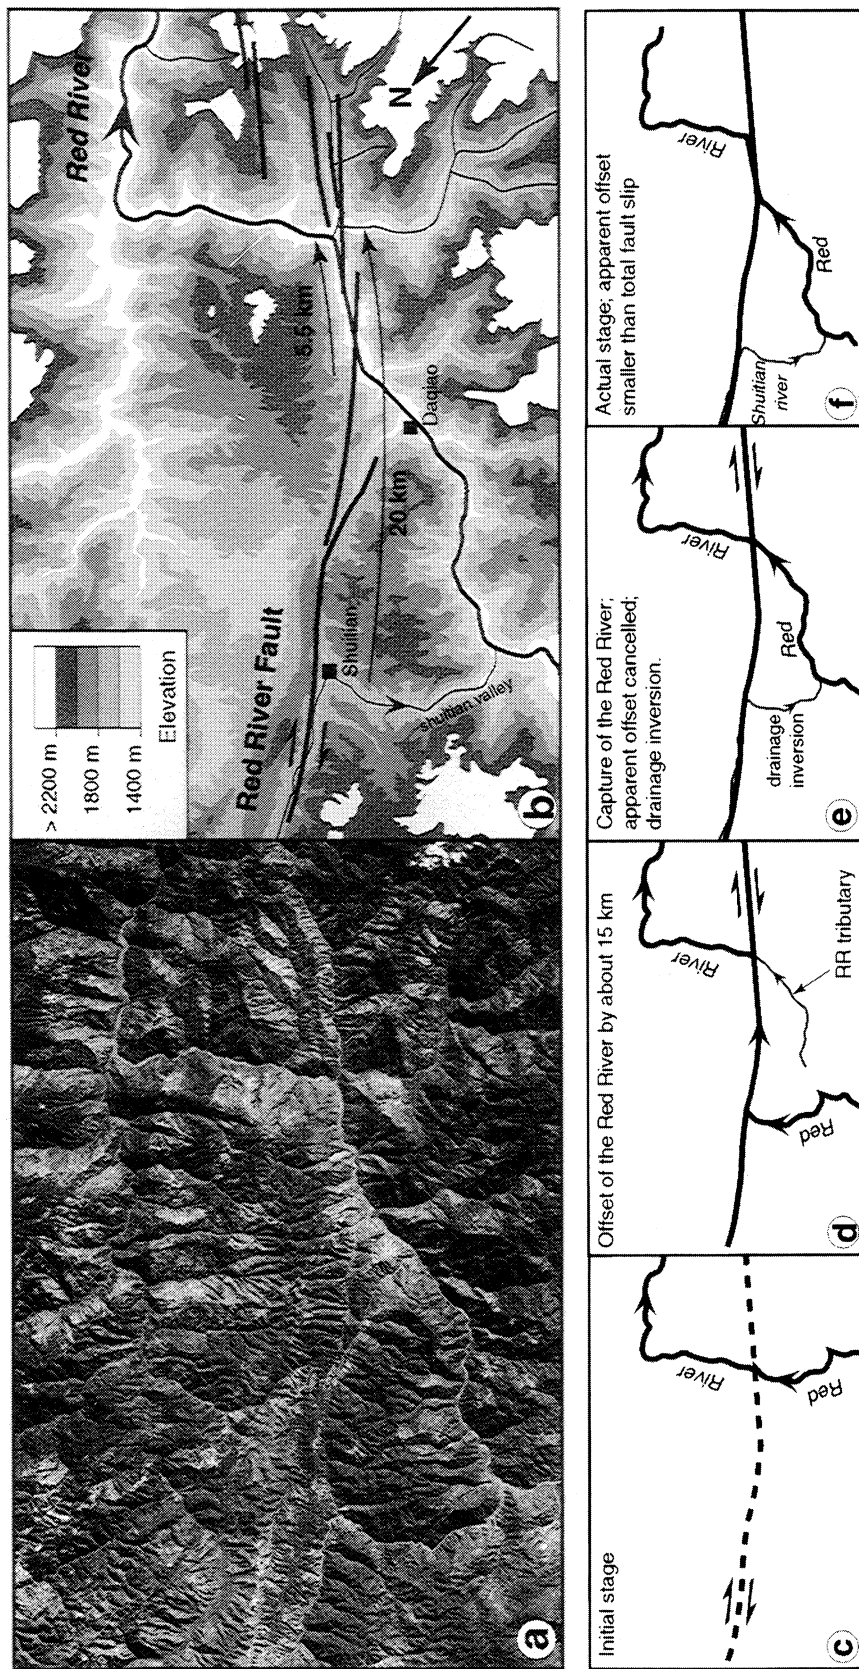 a
b
> 2200 m
1800 m
1400 m
Elevation
Red River
Red River Fault
N
5.5 km
20 km
Shuitian
shuitian valley
Daqiao
c
Initial stage
River
Red
d
Offset of the Red River by about 15 km
River
Red
RR tributary
e
Capture of the Red River;
apparent offset cancelled;
drainage inversion.
River
Red
drainage
inversion
f
Actual stage; apparent offset
smaller than total fault slip
River
Red
Shuitian
river